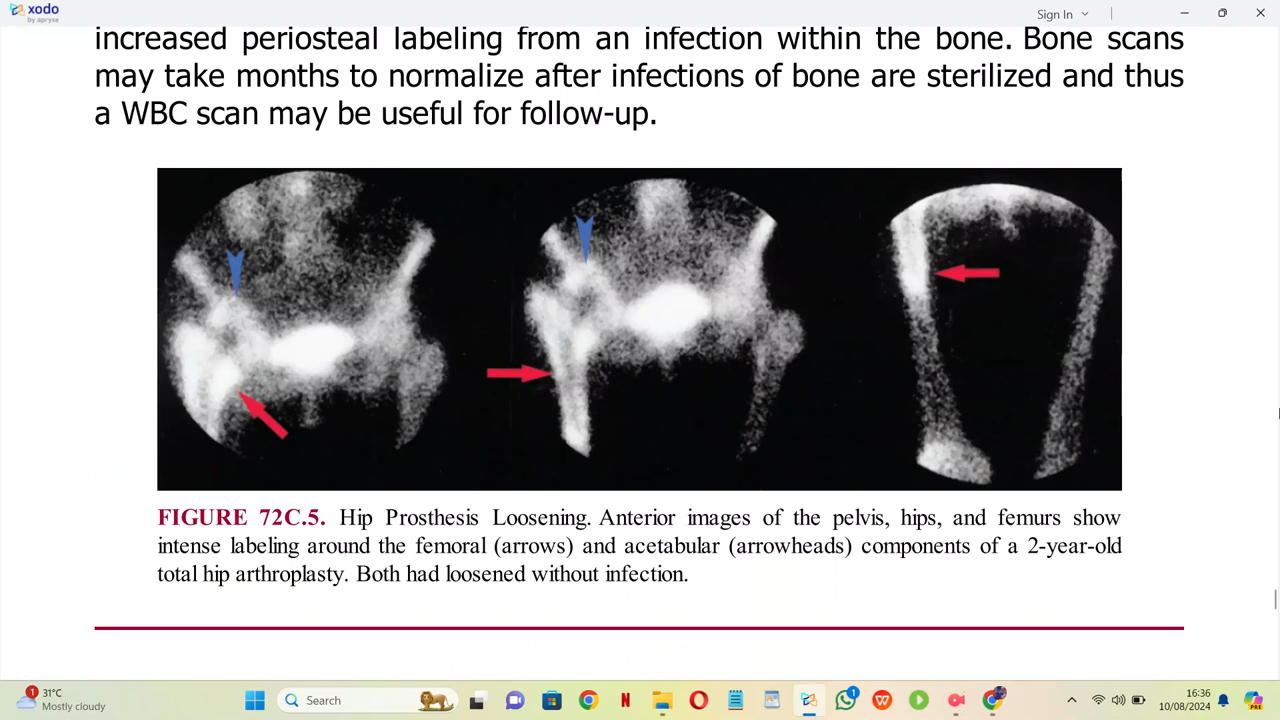 xodo
by apryse
Sign In
increased periosteal labeling from an infection within the bone. Bone scans
may take months to normalize after infections of bone are sterilized and thus
a WBC scan may be useful for follow-up.
FIGURE 72C.5. Hip Prosthesis Loosening. Anterior images of the pelvis, hips, and femurs show
intense labeling around the femoral (arrows) and acetabular (arrowheads) components of a 2-year-old
total hip arthroplasty. Both had loosened without infection.
1
31°C
Mostly cloudy
Search
1
16:36
10/08/2024
PRE